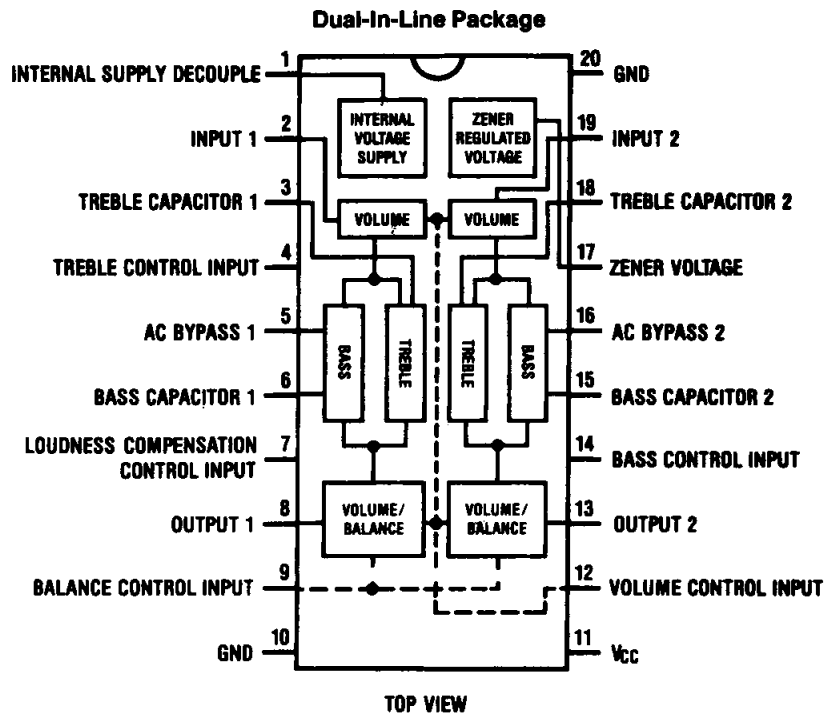 Dual-In-Line Package
INTERNAL SUPPLY DECOUPLE 1
20 GND
INTERNAL
VOLTAGE
SUPPLY
ZENER
REGULATED
VOLTAGE
INPUT 1 2
19 INPUT 2
TREBLE CAPACITOR 1 3
18 TREBLE CAPACITOR 2
VOLUME
VOLUME
TREBLE CONTROL INPUT 4
17 ZENER VOLTAGE
AC BYPASS 1 5
16 AC BYPASS 2
BASS
TREBLE
TREBLE
BASS
BASS CAPACITOR 1 6
15 BASS CAPACITOR 2
LOUDNESS COMPENSATION
CONTROL INPUT 7
14 BASS CONTROL INPUT
OUTPUT 1 8
VOLUME/
BALANCE
VOLUME/
BALANCE
13 OUTPUT 2
BALANCE CONTROL INPUT 9
12 VOLUME CONTROL INPUT
GND 10
11 VCC
TOP VIEW